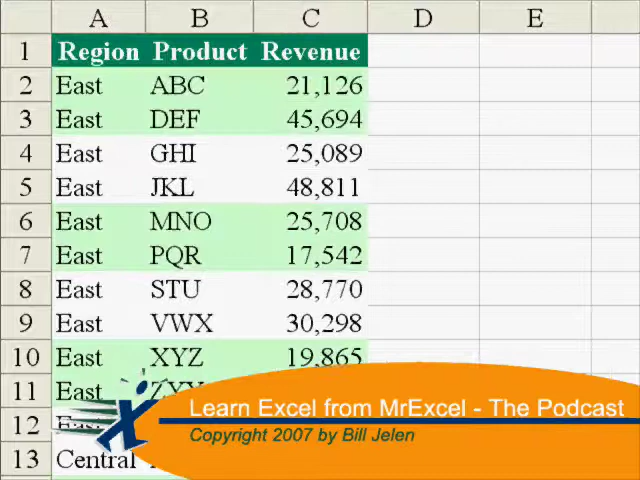 A B C D E
1 Region Product Revenue
2 East ABC 21,126
3 East DEF 45,694
4 East GHI 25,089
5 East JKL 48,811
6 East MNO 25,708
7 East PQR 17,542
8 East STU 28,770
9 East VWX 30,298
10 East XYZ 19,865
11 East
12 East
13 Central
Learn Excel from MrExcel - The Podcast
Copyright 2007 by Bill Jelen